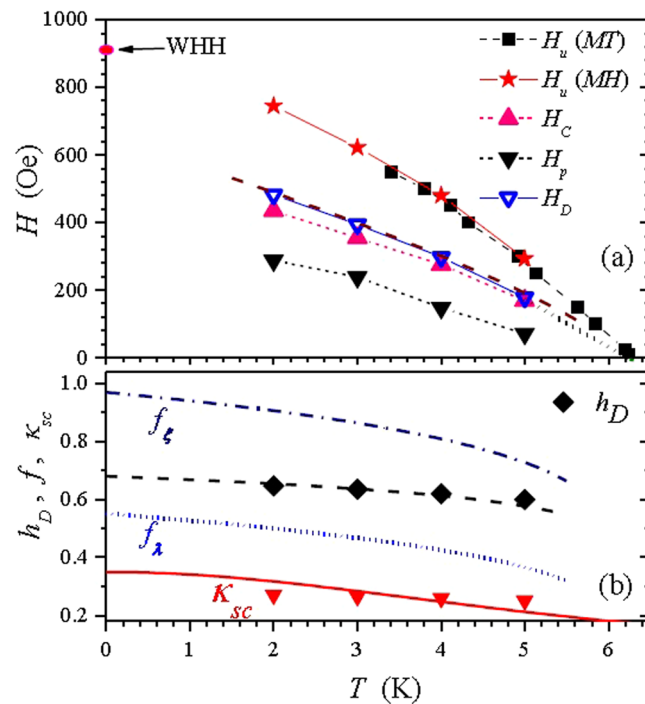 1000
800
600
400
200
0
H (Oe)
WHH
H_u (MT)
H_u (MH)
H_C
H_p
H_D
(a)
1.0
0.8
0.6
0.4
0.2
h_D , f , κ_sc
f_ξ
h_D
f_λ
κ_sc
(b)
0 1 2 3 4 5 6
T (K)